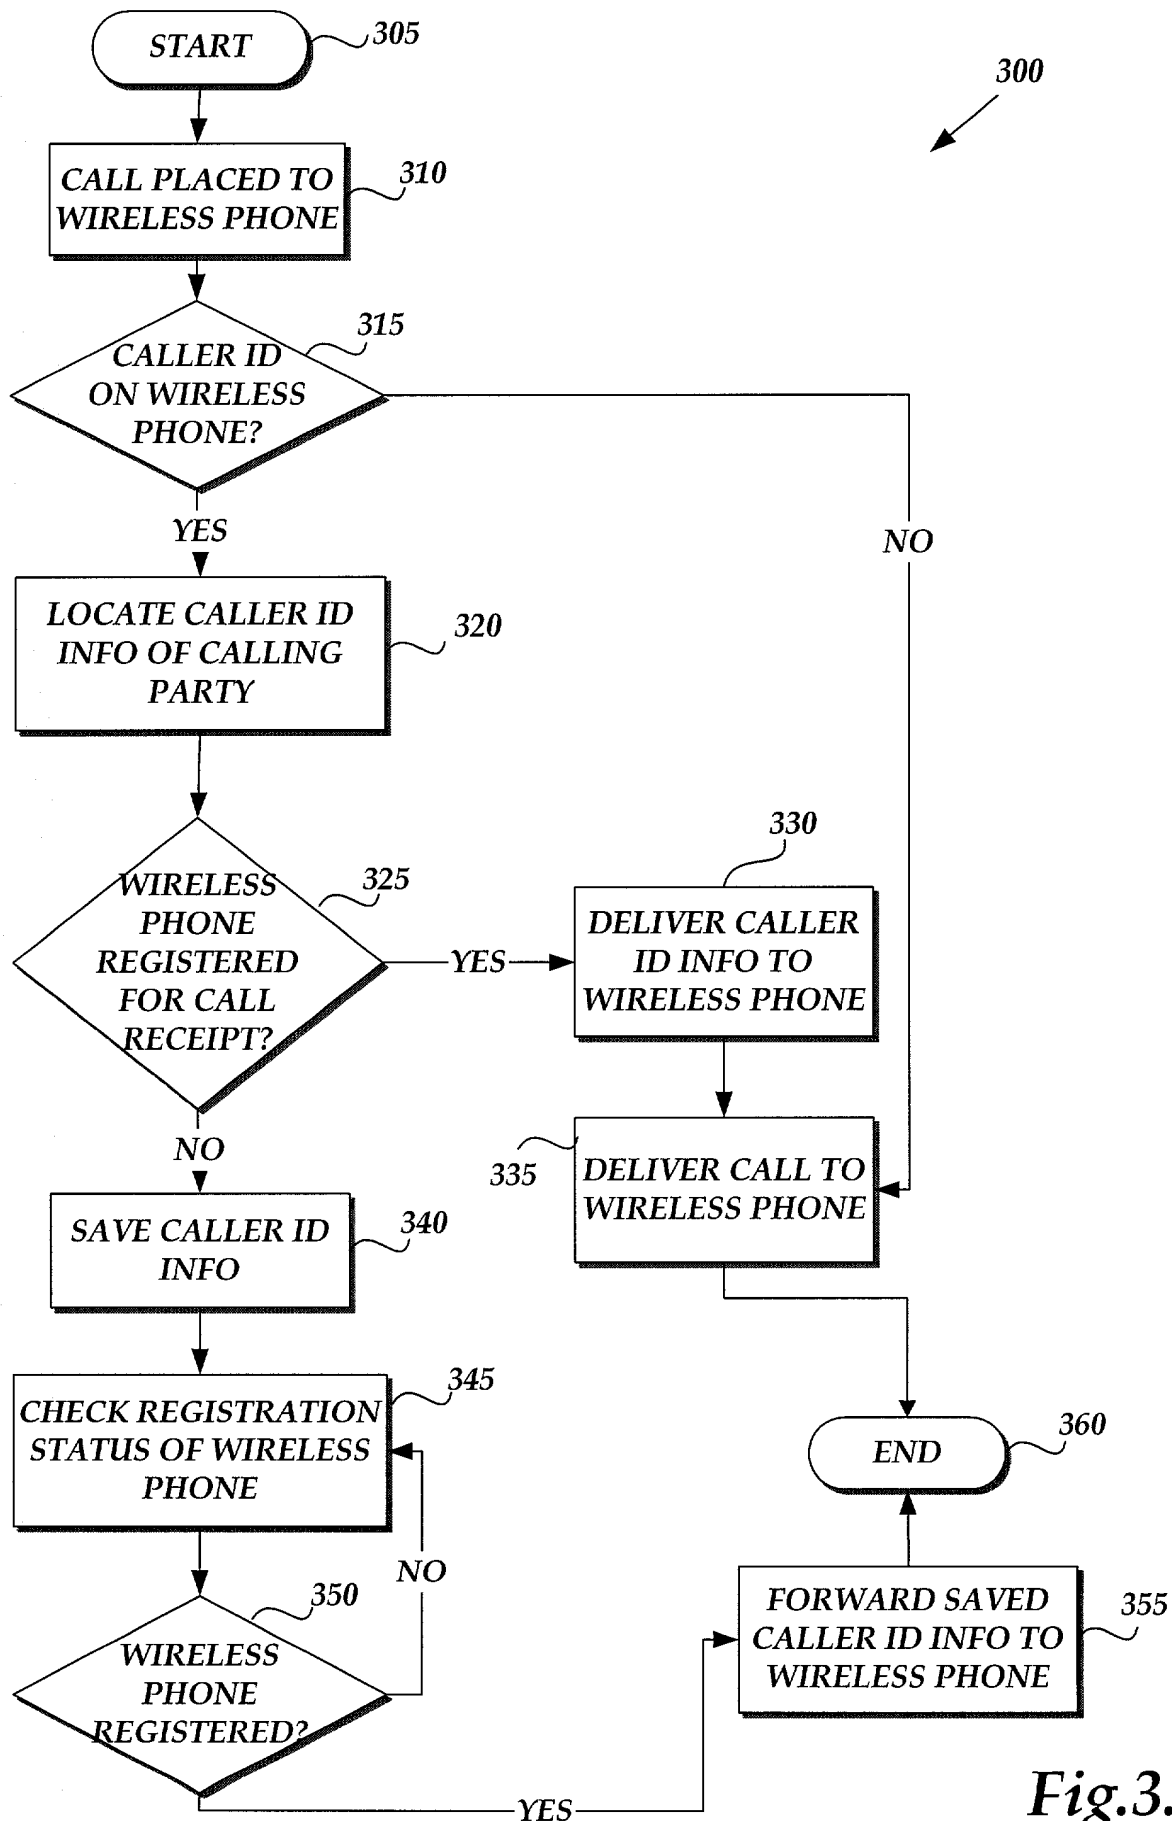 START
305
300
CALL PLACED TO
WIRELESS PHONE
310
CALLER ID
ON WIRELESS
PHONE?
315
YES
NO
LOCATE CALLER ID
INFO OF CALLING
PARTY
320
WIRELESS
PHONE
REGISTERED
FOR CALL
RECEIPT?
325
YES
330
DELIVER CALLER
ID INFO TO
WIRELESS PHONE
NO
335
DELIVER CALL TO
WIRELESS PHONE
SAVE CALLER ID
INFO
340
CHECK REGISTRATION
STATUS OF WIRELESS
PHONE
345
END
360
NO
WIRELESS
PHONE
REGISTERED?
350
FORWARD SAVED
CALLER ID INFO TO
WIRELESS PHONE
355
YES
Fig.3.